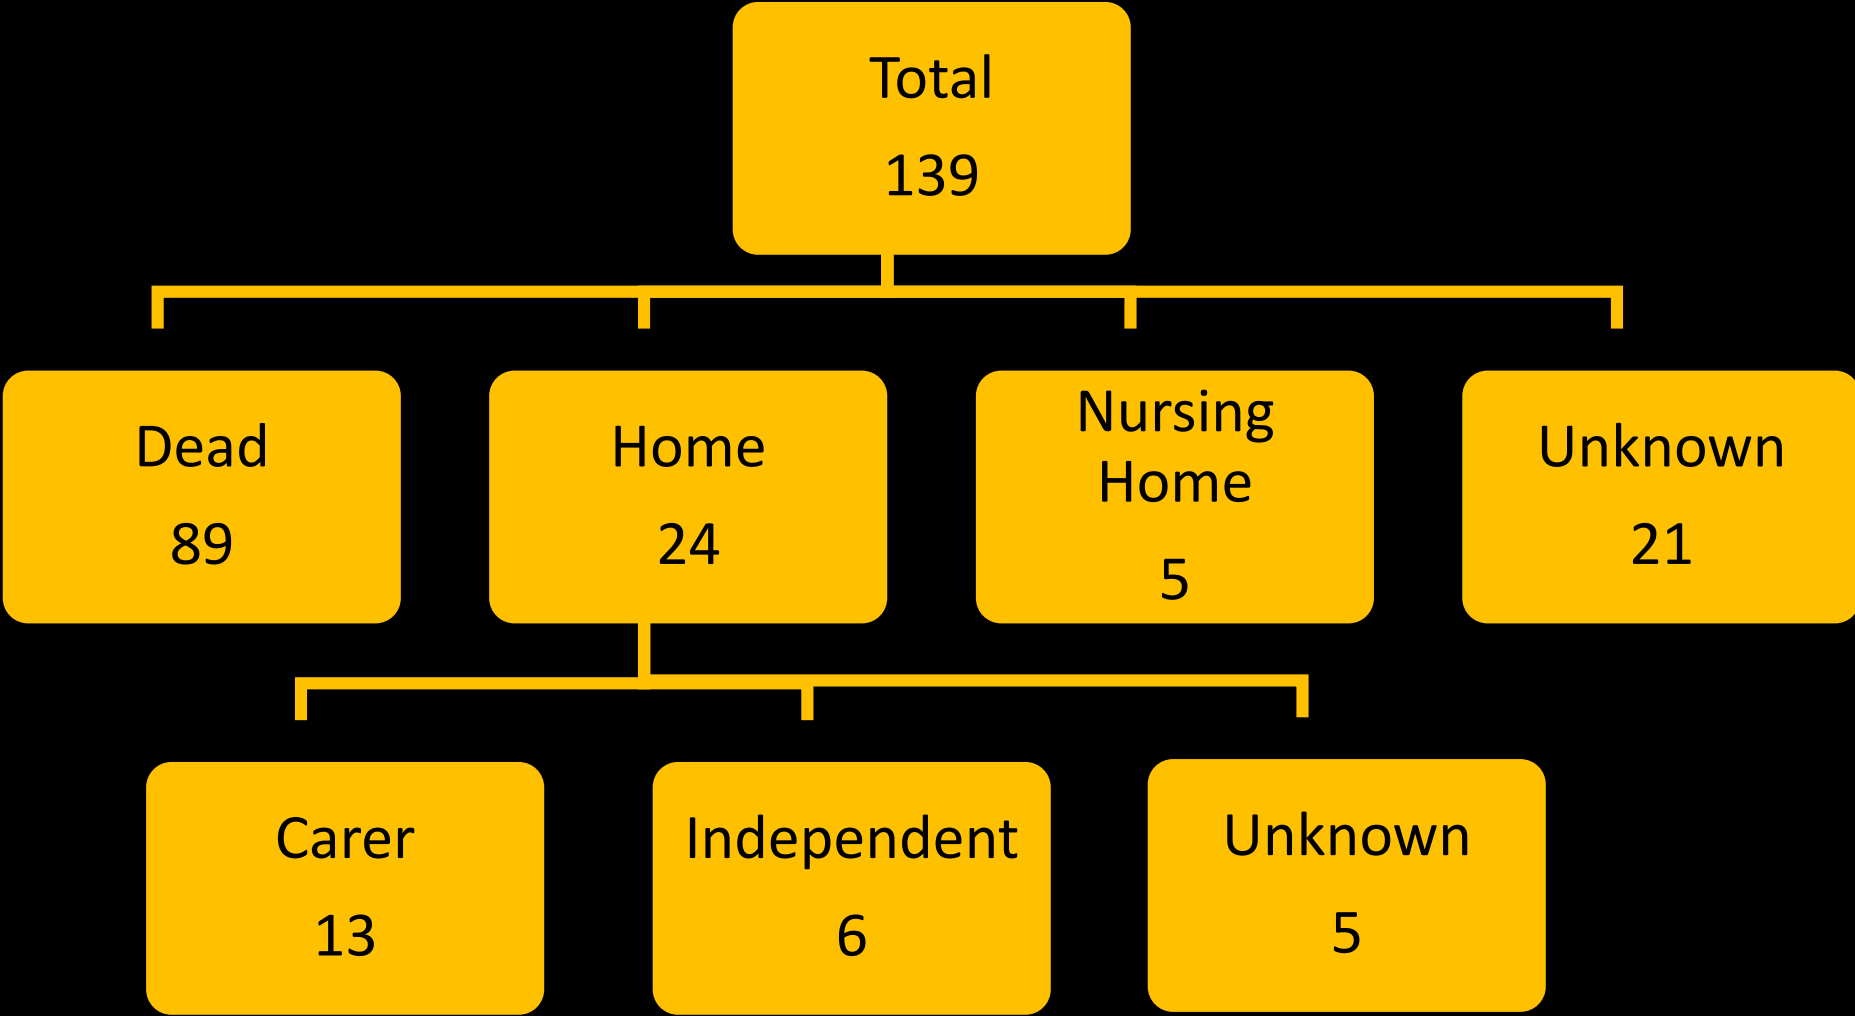 Total
139
Dead
89
Home
24
Nursing
Home
5
Unknown
21
Carer
13
Independent
6
Unknown
5